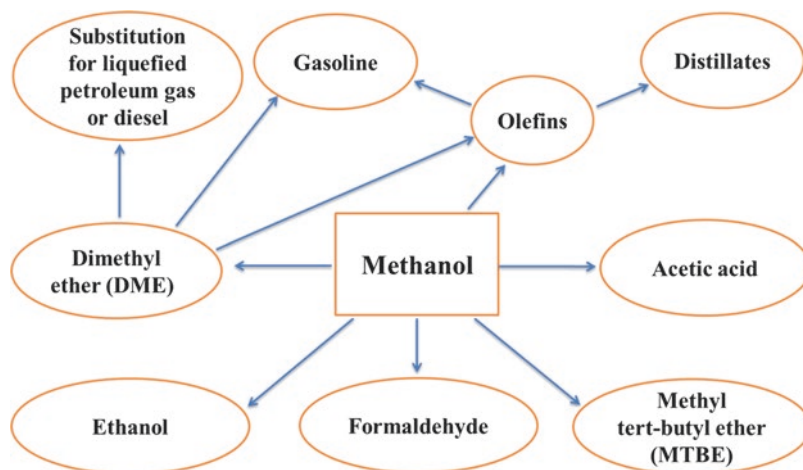 Substitution
for liquefied
petroleum gas
or diesel
Gasoline
Distillates
Olefins
Dimethyl
ether (DME)
Methanol
Acetic acid
Ethanol
Formaldehyde
Methyl
tert-butyl ether
(MTBE)